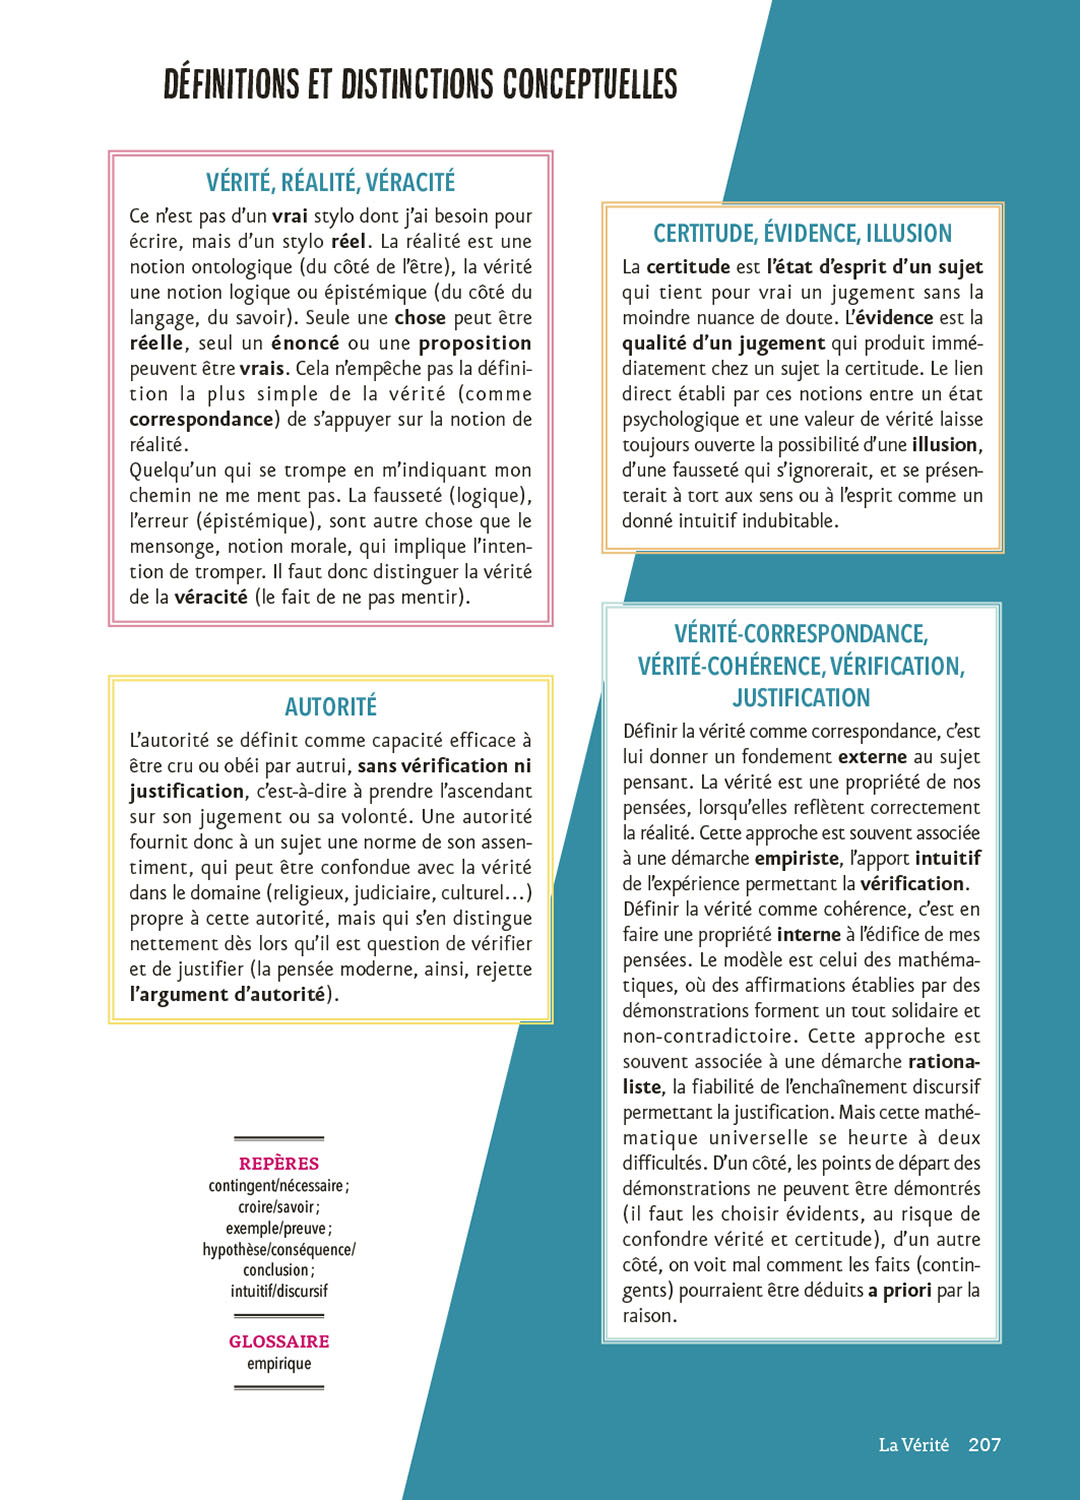 DÉFINITIONS ET DISTINCTIONS CONCEPTUELLES
VÉRITÉ, RÉALITÉ, VÉRACITÉ
Ce n'est pas d'un vrai stylo dont j'ai besoin pour
écrire, mais d'un stylo réel. La réalité est une
notion ontologique (du côté de l'être), la vérité
une notion logique ou épistémique (du côté du
langage, du savoir). Seule une chose peut être
réelle, seul un énoncé ou une proposition
peuvent être vrais. Cela n'empêche pas la défini-
tion la plus simple de la vérité (comme
correspondance) de s'appuyer sur la notion de
réalité.
Quelqu'un qui se trompe en m'indiquant mon
chemin ne me ment pas. La fausseté (logique),
l'erreur (épistémique), sont autre chose que le
mensonge, notion morale, qui implique l'inten-
tion de tromper. Il faut donc distinguer la vérité
de la véracité (le fait de ne pas mentir).
AUTORITÉ
L'autorité se définit comme capacité efficace à
être cru ou obéi par autrui, sans vérification ni
justification, c'est-à-dire à prendre l'ascendant
sur son jugement ou sa volonté. Une autorité
fournit donc à un sujet une norme de son assen-
timent, qui peut être confondue avec la vérité
dans le domaine (religieux, judiciaire, culturel...)
propre à cette autorité, mais qui s'en distingue
nettement dès lors qu'il est question de vérifier
et de justifier (la pensée moderne, ainsi, rejette
l'argument d'autorité).
REPÈRES
contingent/nécessaire ;
croire/savoir ;
exemple/preuve ;
hypothèse/conséquence/
conclusion ;
intuitif/discursif
GLOSSAIRE
empirique
CERTITUDE, ÉVIDENCE, ILLUSION
La certitude est l'état d'esprit d'un sujet
qui tient pour vrai un jugement sans la
moindre nuance de doute. L'évidence est la
qualité d'un jugement qui produit immé-
diatement chez un sujet la certitude. Le lien
direct établi par ces notions entre un état
psychologique et une valeur de vérité laisse
toujours ouverte la possibilité d'une illusion,
d'une fausseté qui s'ignorerait, et se présen-
terait à tort aux sens ou à l'esprit comme un
donné intuitif indubitable.
VÉRITÉ-CORRESPONDANCE,
VÉRITÉ-COHÉRENCE, VÉRIFICATION,
JUSTIFICATION
Définir la vérité comme correspondance, c'est
lui donner un fondement externe au sujet
pensant. La vérité est une propriété de nos
pensées, lorsqu'elles reflètent correctement
la réalité. Cette approche est souvent associée
à une démarche empiriste, l'apport intuitif
de l'expérience permettant la vérification.
Définir la vérité comme cohérence, c'est en
faire une propriété interne à l'édifice de mes
pensées. Le modèle est celui des mathéma-
tiques, où des affirmations établies par des
démonstrations forment un tout solidaire et
non-contradictoire. Cette approche est
souvent associée à une démarche rationa-
liste, la fiabilité de l'enchaînement discursif
permettant la justification. Mais cette mathé-
matique universelle se heurte à deux
difficultés. D'un côté, les points de départ des
démonstrations ne peuvent être démontrés
(il faut les choisir évidents, au risque de
confondre vérité et certitude), d'un autre
côté, on voit mal comment les faits (contin-
gents) pourraient être déduits a priori par la
raison.
La Vérité 207